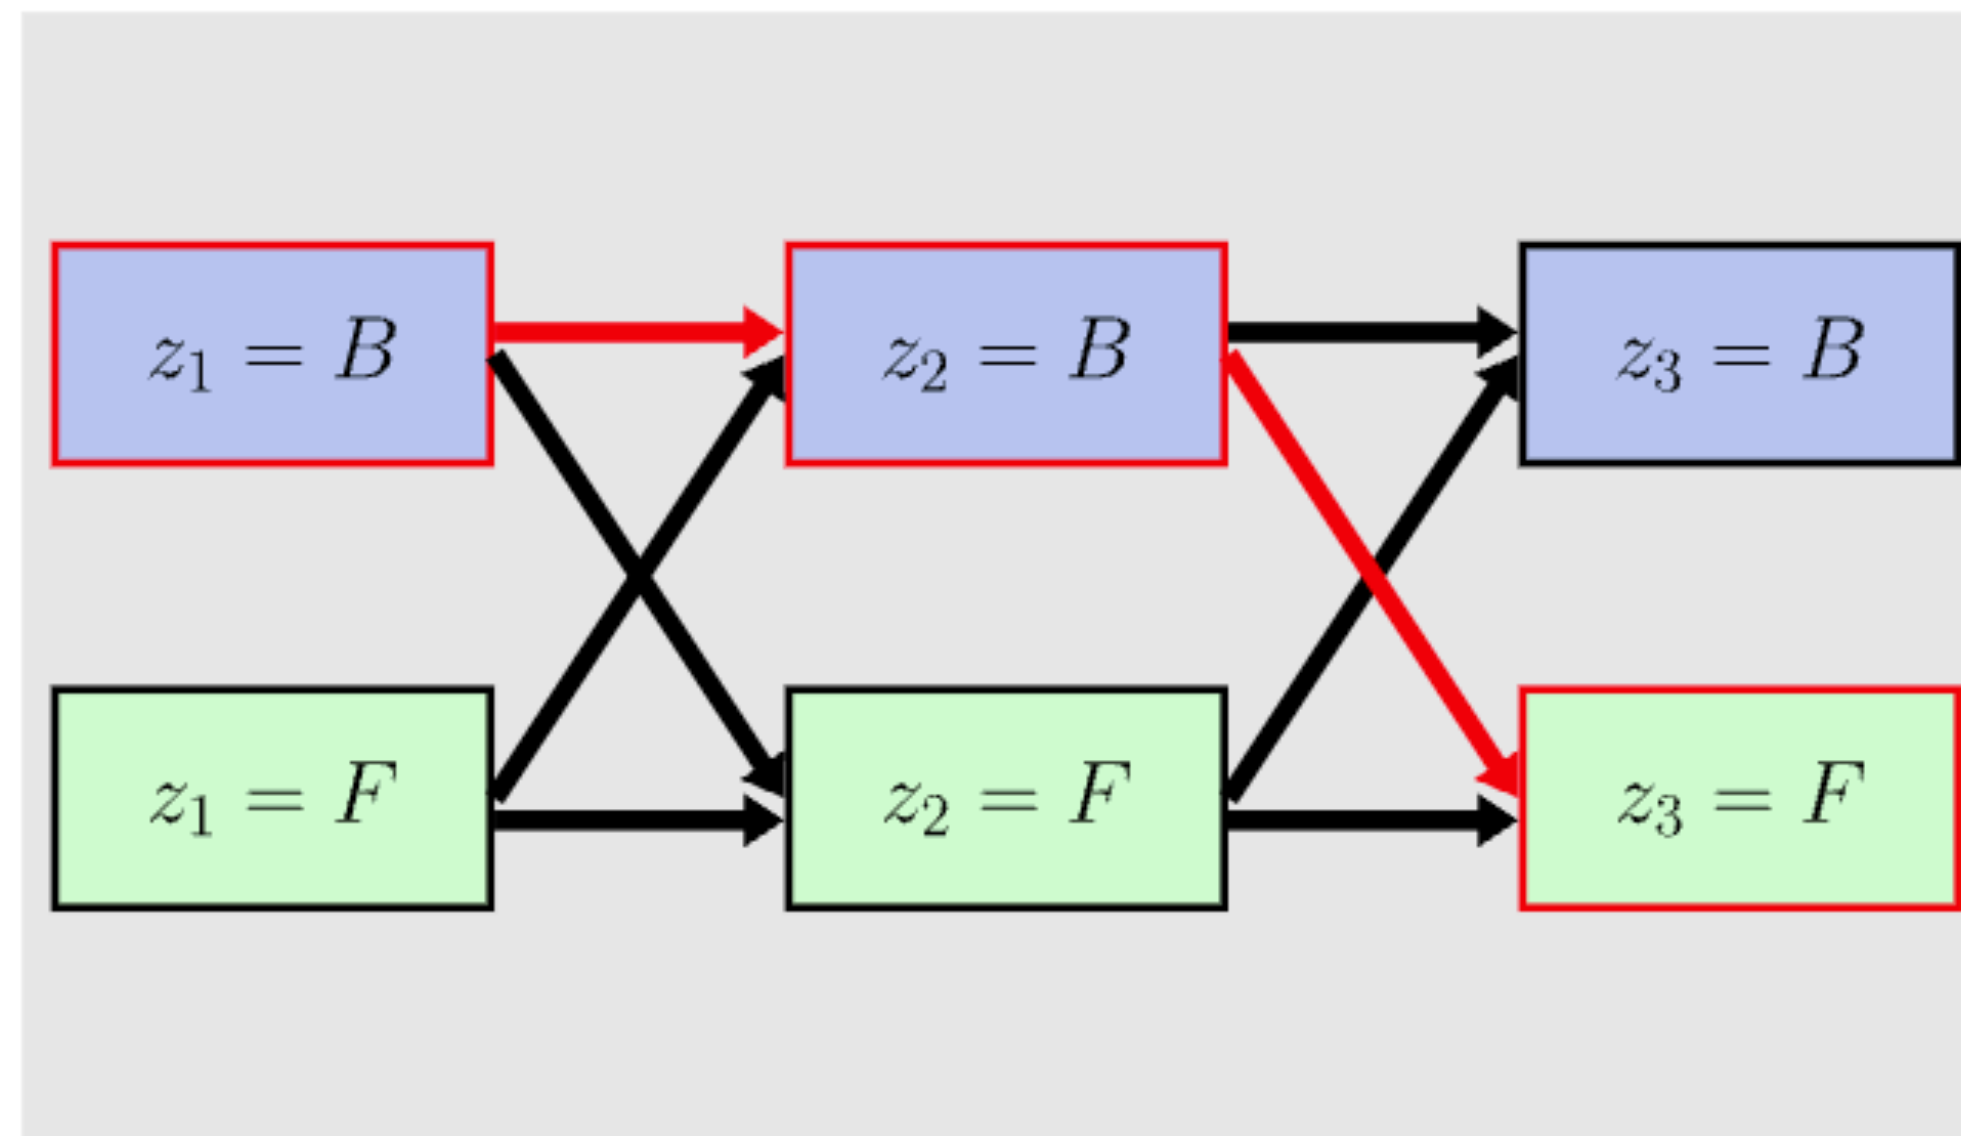 z₁ = B z₂ = B z₃ = B
z₁ = F z₂ = F z₃ = F